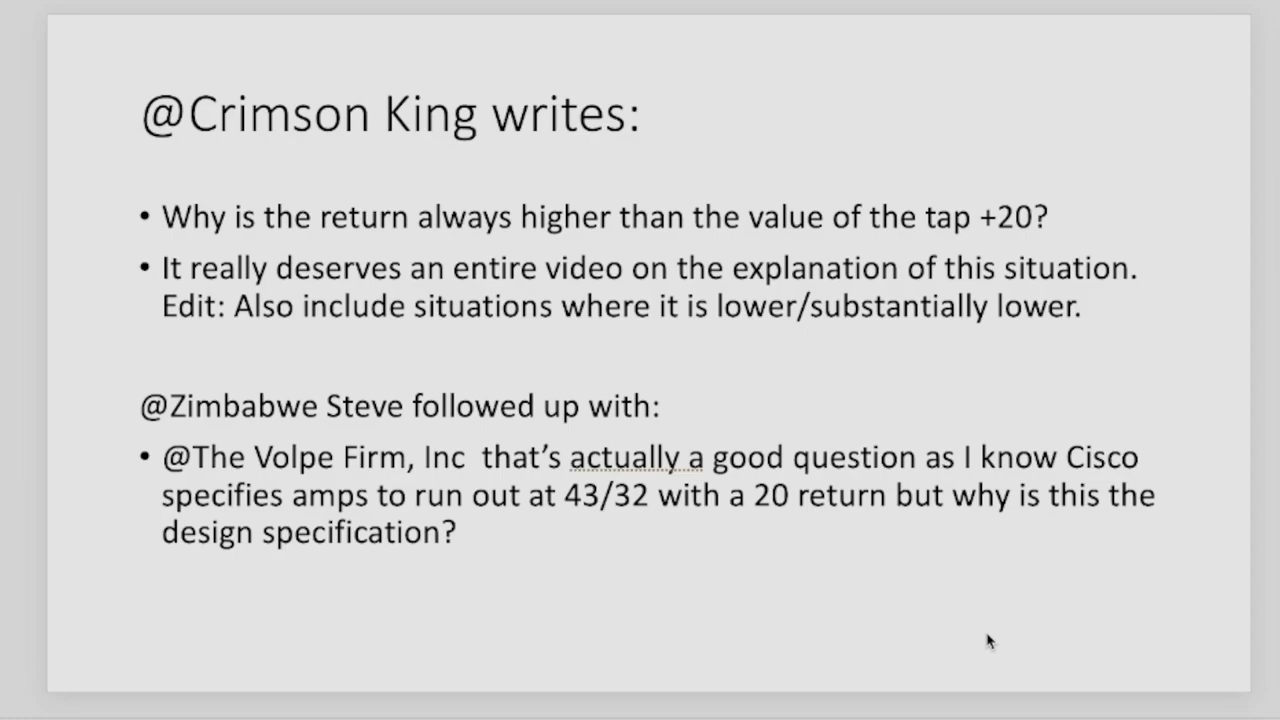 @Crimson King writes:
• Why is the return always higher than the value of the tap +20?
• It really deserves an entire video on the explanation of this situation.
Edit: Also include situations where it is lower/substantially lower.
@Zimbabwe Steve followed up with:
• @The Volpe Firm, Inc  that’s actually a good question as I know Cisco
specifies amps to run out at 43/32 with a 20 return but why is this the
design specification?